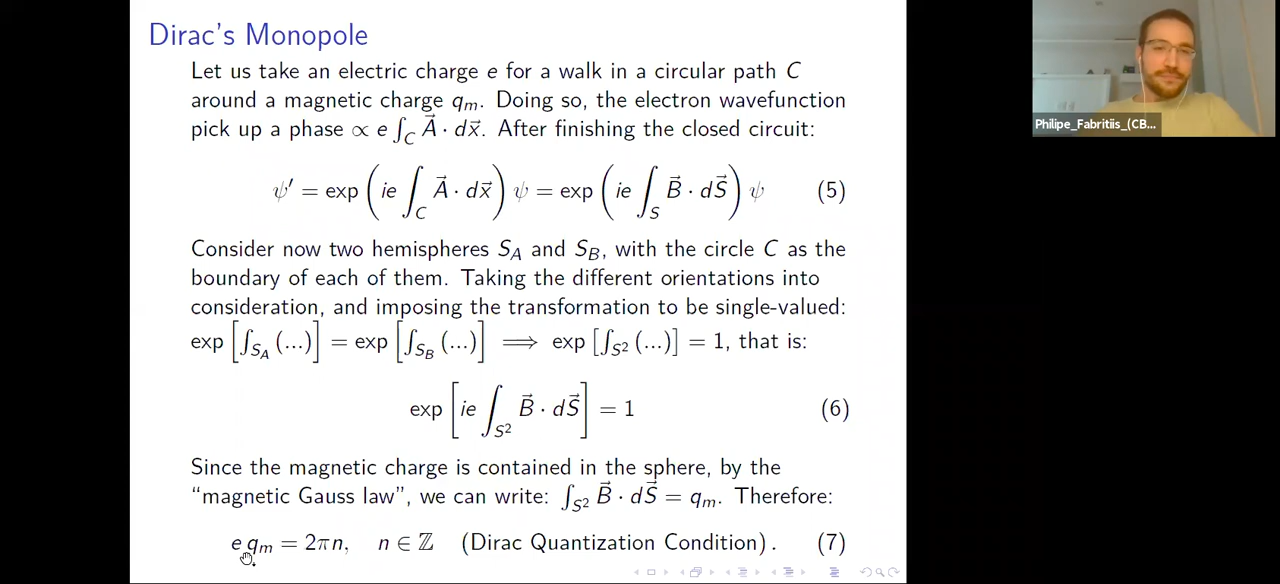 Dirac's Monopole
Let us take an electric charge e for a walk in a circular path C
around a magnetic charge qₘ. Doing so, the electron wavefunction
pick up a phase ∝ e ∫_C A⃗ · dx⃗. After finishing the closed circuit:
ψ′ = exp (ie ∫_C A⃗ · dx⃗) ψ = exp (ie ∫_S B⃗ · dS⃗) ψ (5)
Consider now two hemispheres S_A and S_B, with the circle C as the
boundary of each of them. Taking the different orientations into
consideration, and imposing the transformation to be single-valued:
exp [∫_{S_A} (...)] = exp [∫_{S_B} (...)] ⟹ exp [∫_{S²} (...)] = 1, that is:
exp [ie ∫_{S²} B⃗ · dS⃗] = 1 (6)
Since the magnetic charge is contained in the sphere, by the
“magnetic Gauss law”, we can write: ∫_{S²} B⃗ · dS⃗ = qₘ. Therefore:
e qₘ = 2πn, n ∈ ℤ (Dirac Quantization Condition). (7)
Philipe_Fabritiis_(CB...